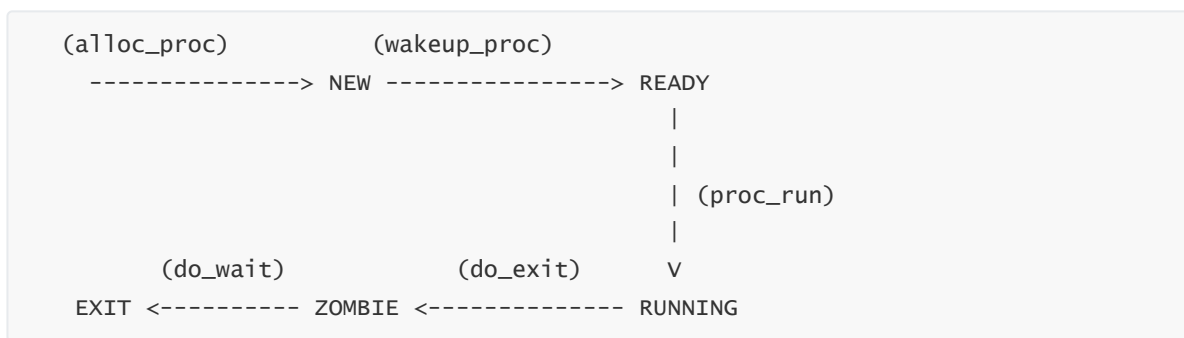 (alloc_proc)          (wakeup_proc)
---------------> NEW ----------------> READY
|
|
| (proc_run)
|
(do_wait)            (do_exit)       V
EXIT <---------- ZOMBIE <-------------- RUNNING